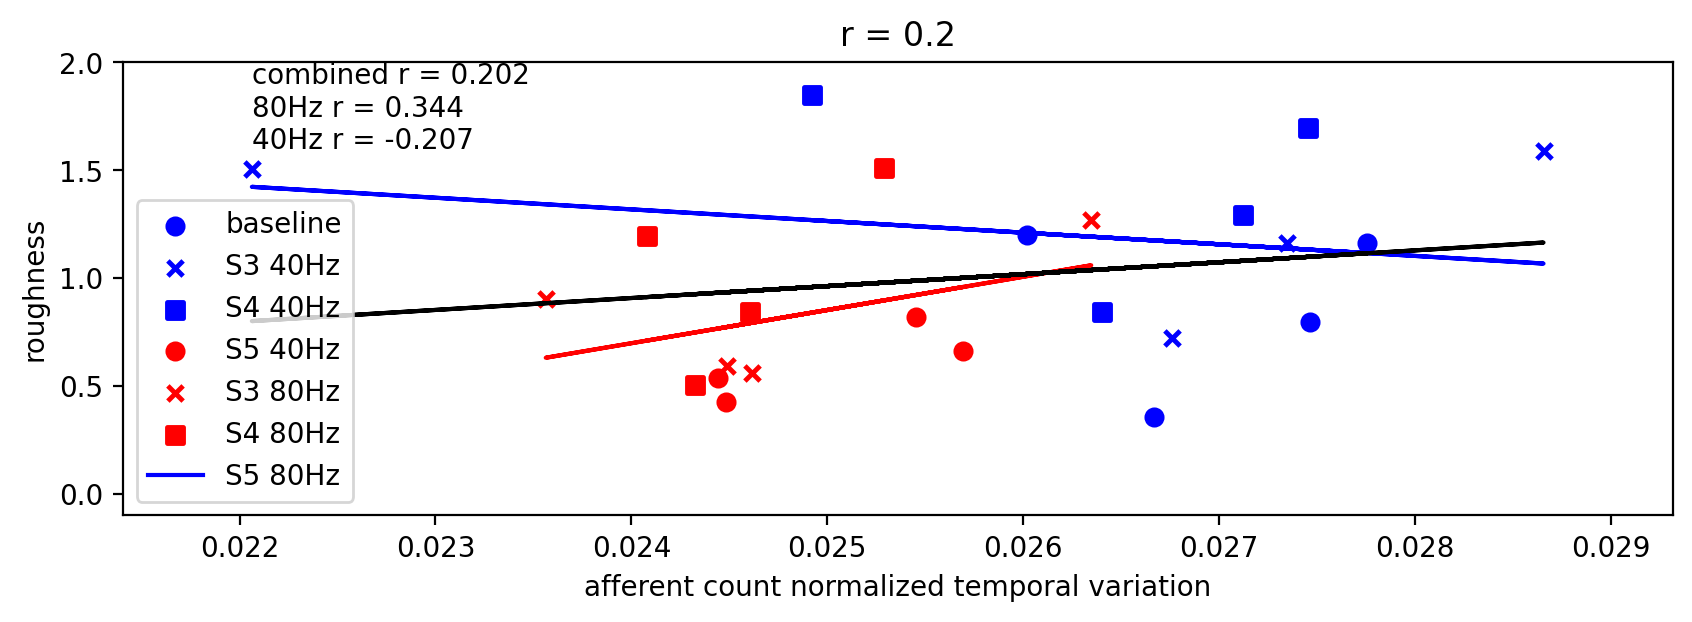 r = 0.2
combined r = 0.202
80Hz r = 0.344
40Hz r = -0.207
2.0
1.5
1.0
0.5
0.0
roughness
baseline
S3 40Hz
S4 40Hz
S5 40Hz
S3 80Hz
S4 80Hz
S5 80Hz
0.022 0.023 0.024 0.025 0.026 0.027 0.028 0.029
afferent count normalized temporal variation